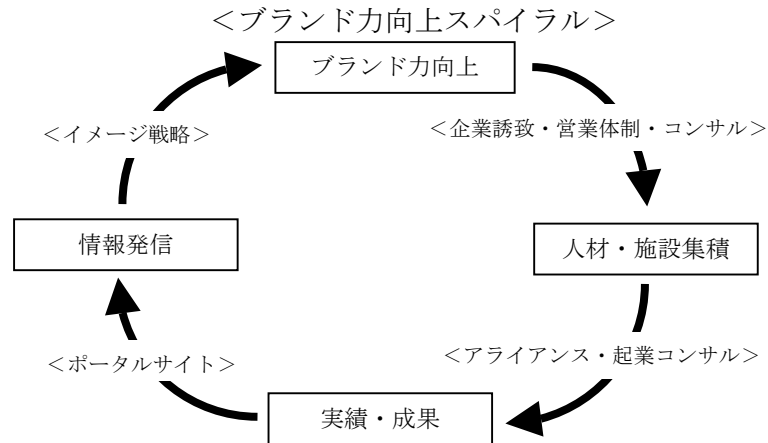 ＜ブランド力向上スパイラル＞
ブランド力向上
＜イメージ戦略＞
＜企業誘致・営業体制・コンサル＞
情報発信
人材・施設集積
＜ポータルサイト＞
＜アライアンス・起業コンサル＞
実績・成果